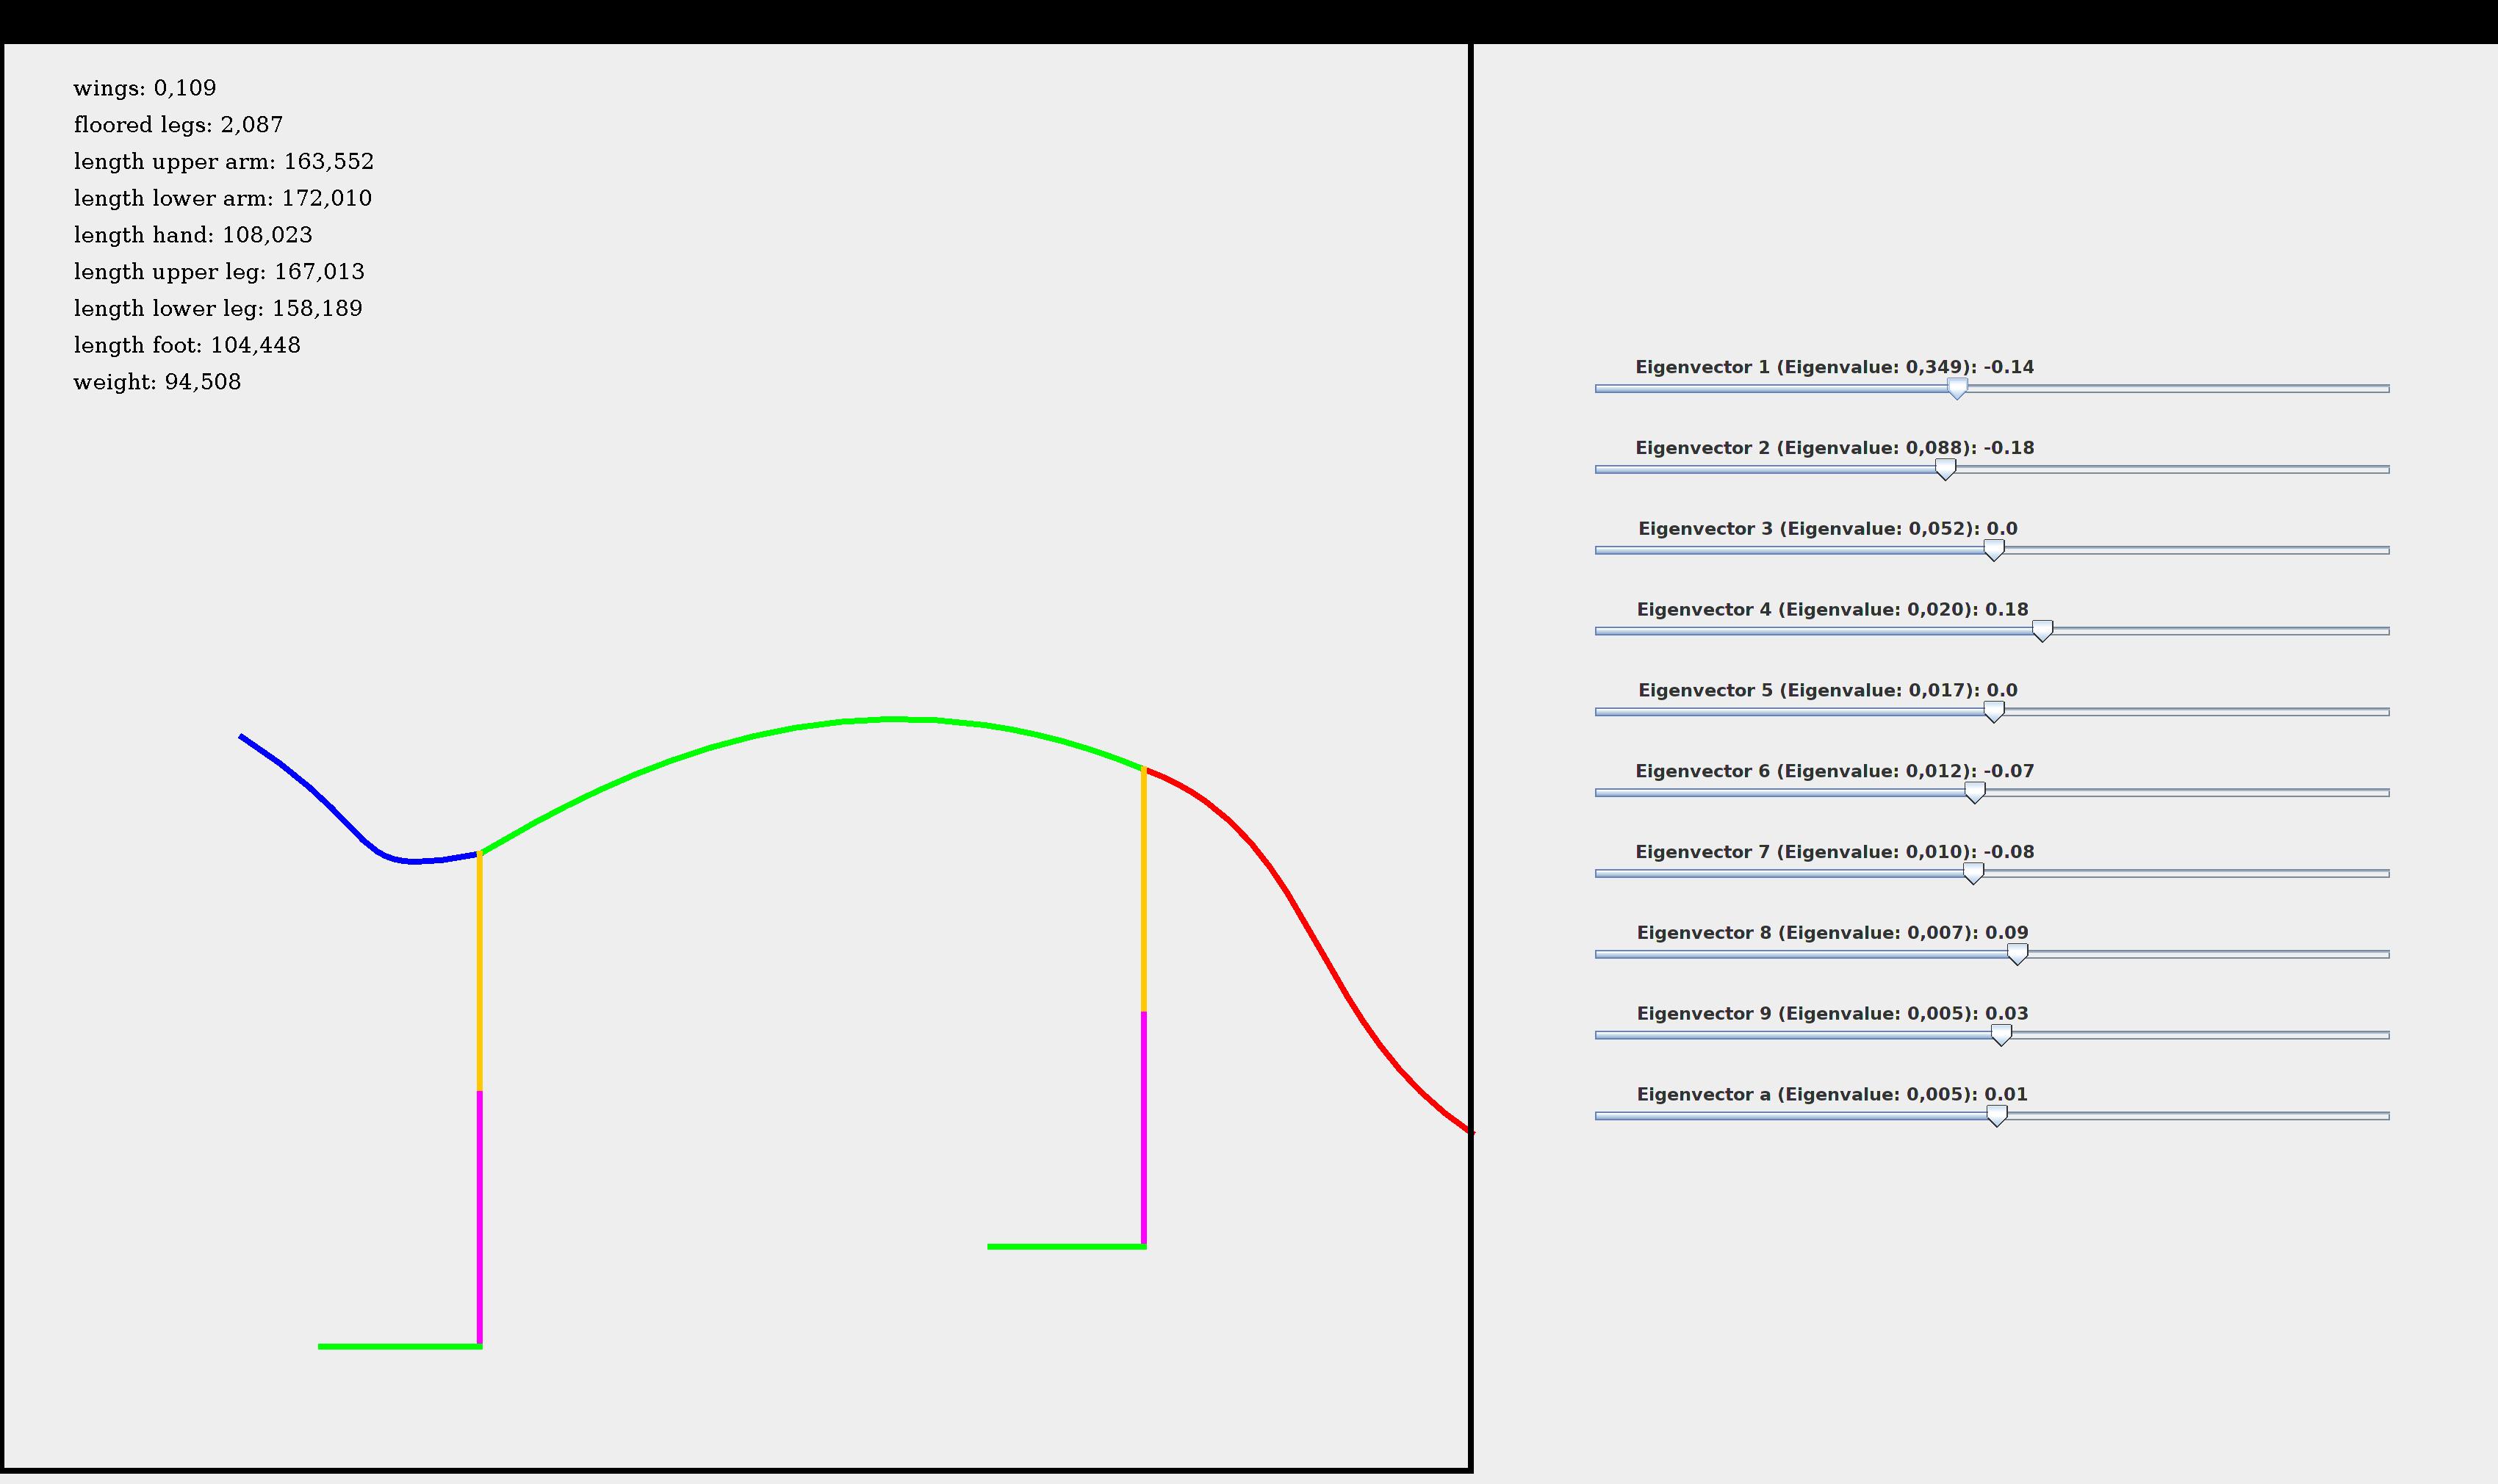 wings: 0,109
floored legs: 2,087
length upper arm: 163,552
length lower arm: 172,010
length hand: 108,023
length upper leg: 167,013
length lower leg: 158,189
length foot: 104,448
weight: 94,508
Eigenvector 1 (Eigenvalue: 0,349): -0.14
Eigenvector 2 (Eigenvalue: 0,088): -0.18
Eigenvector 3 (Eigenvalue: 0,052): 0.0
Eigenvector 4 (Eigenvalue: 0,020): 0.18
Eigenvector 5 (Eigenvalue: 0,017): 0.0
Eigenvector 6 (Eigenvalue: 0,012): -0.07
Eigenvector 7 (Eigenvalue: 0,010): -0.08
Eigenvector 8 (Eigenvalue: 0,007): 0.09
Eigenvector 9 (Eigenvalue: 0,005): 0.03
Eigenvector a (Eigenvalue: 0,005): 0.01